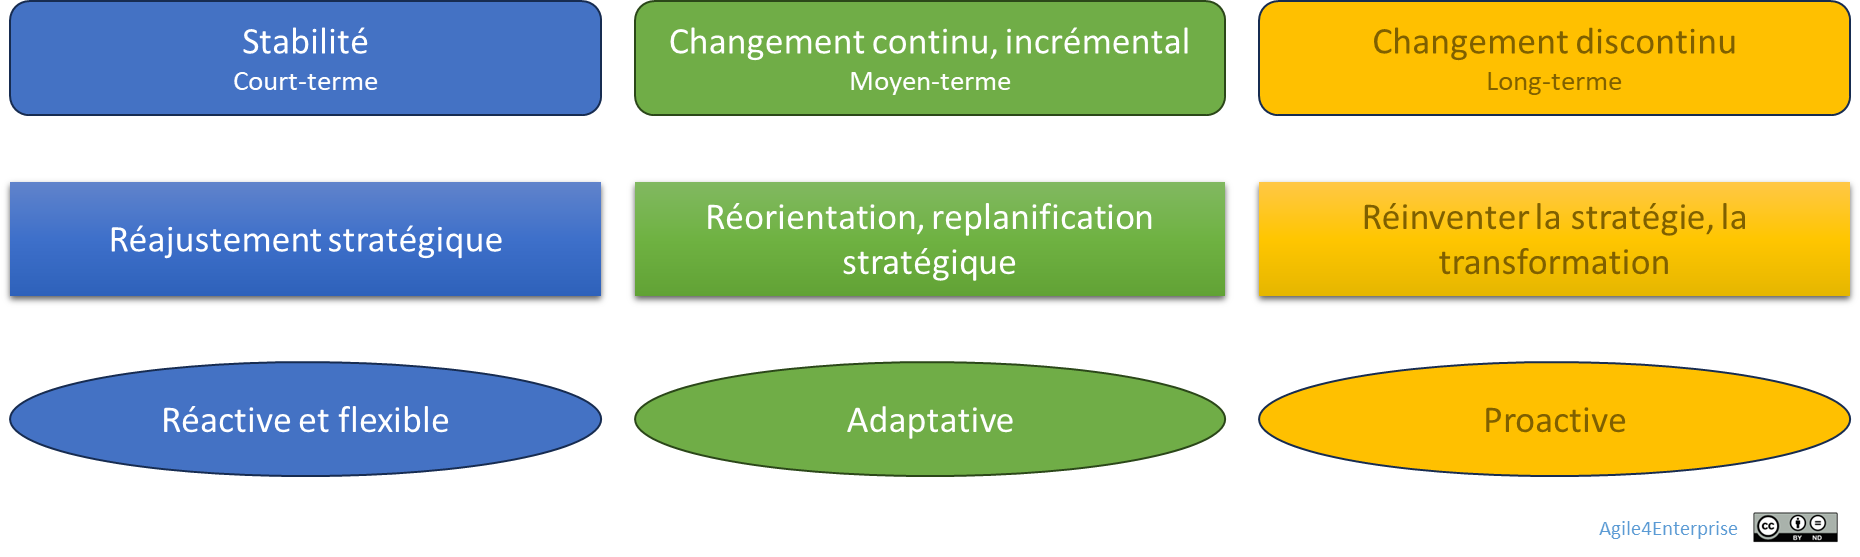 Stabilité
Court-terme
Changement continu, incrémental
Moyen-terme
Changement discontinu
Long-terme
Réajustement stratégique
Réorientation, replanification
stratégique
Réinventer la stratégie, la
transformation
Réactive et flexible
Adaptative
Proactive
Agile4Enterprise
cc
BY ND